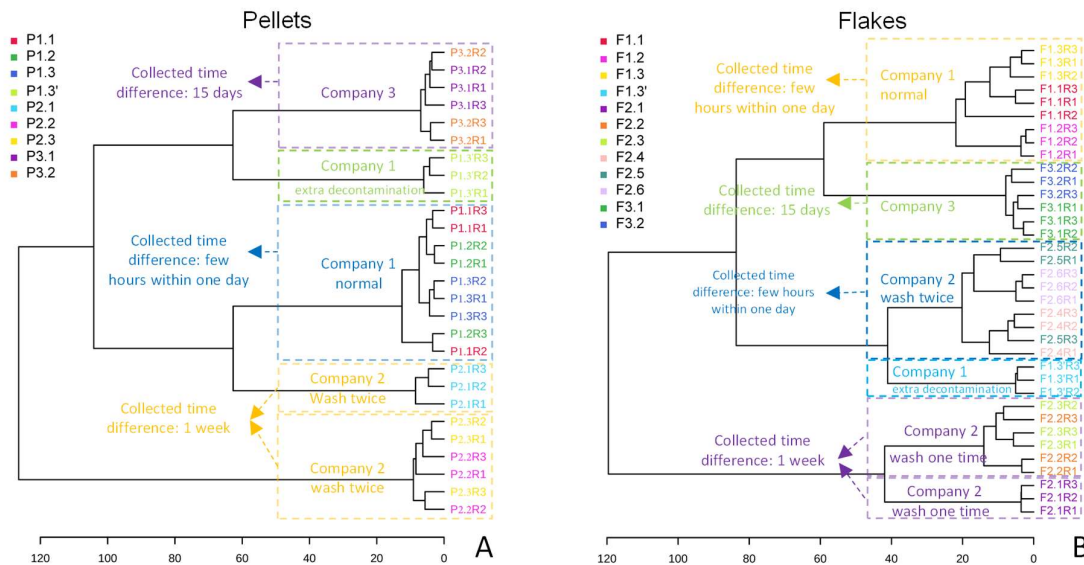 Pellets
P1.1
P1.2
P1.3
P1.3'
P2.1
P2.2
P2.3
P3.1
P3.2
Collected time
difference: 15 days
Company 3
Company 1
extra decontamination
Collected time
difference: few
hours within one day
Company 1
normal
Company 2
Wash twice
Collected time
difference: 1 week
Company 2
wash twice
P3.2R2
P3.1R2
P3.1R1
P3.1R3
P3.2R3
P3.2R1
P1.3'R3
P1.3'R2
P1.3'R1
P1.1R3
P1.1R1
P1.2R2
P1.2R1
P1.3R2
P1.3R1
P1.3R3
P1.2R3
P1.1R2
P2.1R3
P2.1R2
P2.1R1
P2.3R2
P2.3R1
P2.2R3
P2.2R1
P2.3R3
P2.2R2
120 100 80 60 40 20 0
A
Flakes
F1.1
F1.2
F1.3
F1.3'
F2.1
F2.2
F2.3
F2.4
F2.5
F2.6
F3.1
F3.2
Collected time
difference: few
hours within one day
Company 1
normal
Collected time
difference: 15 days
Company 3
Company 2
wash twice
Collected time
difference: few hours
within one day
Company 1
extra decontamination
Collected time
difference: 1 week
Company 2
wash one time
Company 2
wash one time
F1.3R3
F1.3R1
F1.3R2
F1.1R3
F1.1R1
F1.1R2
F1.2R3
F1.2R2
F1.2R1
F3.2R2
F3.2R1
F3.2R3
F3.1R1
F3.1R3
F3.1R2
F2.5R2
F2.5R1
F2.6R3
F2.6R2
F2.6R1
F2.4R3
F2.4R2
F2.5R3
F2.4R1
F1.3'R3
F1.3'R1
F1.3'R2
F2.3R2
F2.2R3
F2.3R3
F2.3R1
F2.2R2
F2.2R1
F2.1R3
F2.1R2
F2.1R1
120 100 80 60 40 20 0
B